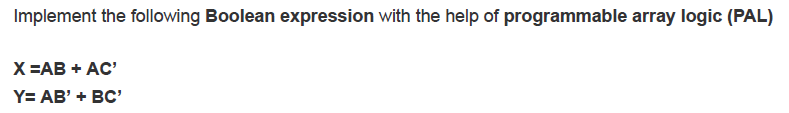 Implement the following Boolean expression with the help of programmable array logic (PAL)
X =AB + AC’
Y= AB’ + BC’